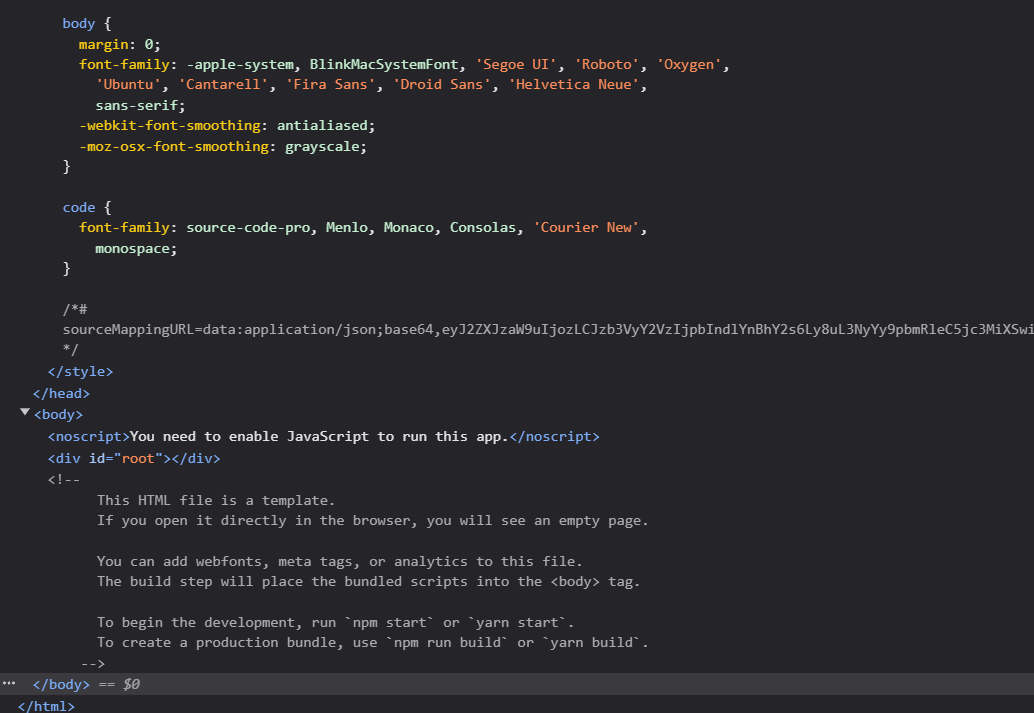 body {
margin: 0;
font-family: -apple-system, BlinkMacSystemFont, 'Segoe UI', 'Roboto', 'Oxygen',
'Ubuntu', 'Cantarell', 'Fira Sans', 'Droid Sans', 'Helvetica Neue',
sans-serif;
-webkit-font-smoothing: antialiased;
-moz-osx-font-smoothing: grayscale;
}
code {
font-family: source-code-pro, Menlo, Monaco, Consolas, 'Courier New',
monospace;
}
/*#
sourceMappingURL=data:application/json;base64,eyJ2ZXJzaW9uIjozLCJzb3VyY2VzIjpbIndlYnBhY2s6Ly8uL3NyYy9pbmRleC5jc3MiXSwi
*/
</style>
</head>
<body>
<noscript>You need to enable JavaScript to run this app.</noscript>
<div id="root"></div>
<!--
This HTML file is a template.
If you open it directly in the browser, you will see an empty page.
You can add webfonts, meta tags, or analytics to this file.
The build step will place the bundled scripts into the <body> tag.
To begin the development, run `npm start` or `yarn start`.
To create a production bundle, use `npm run build` or `yarn build`.
-->
</body> == $0
</html>